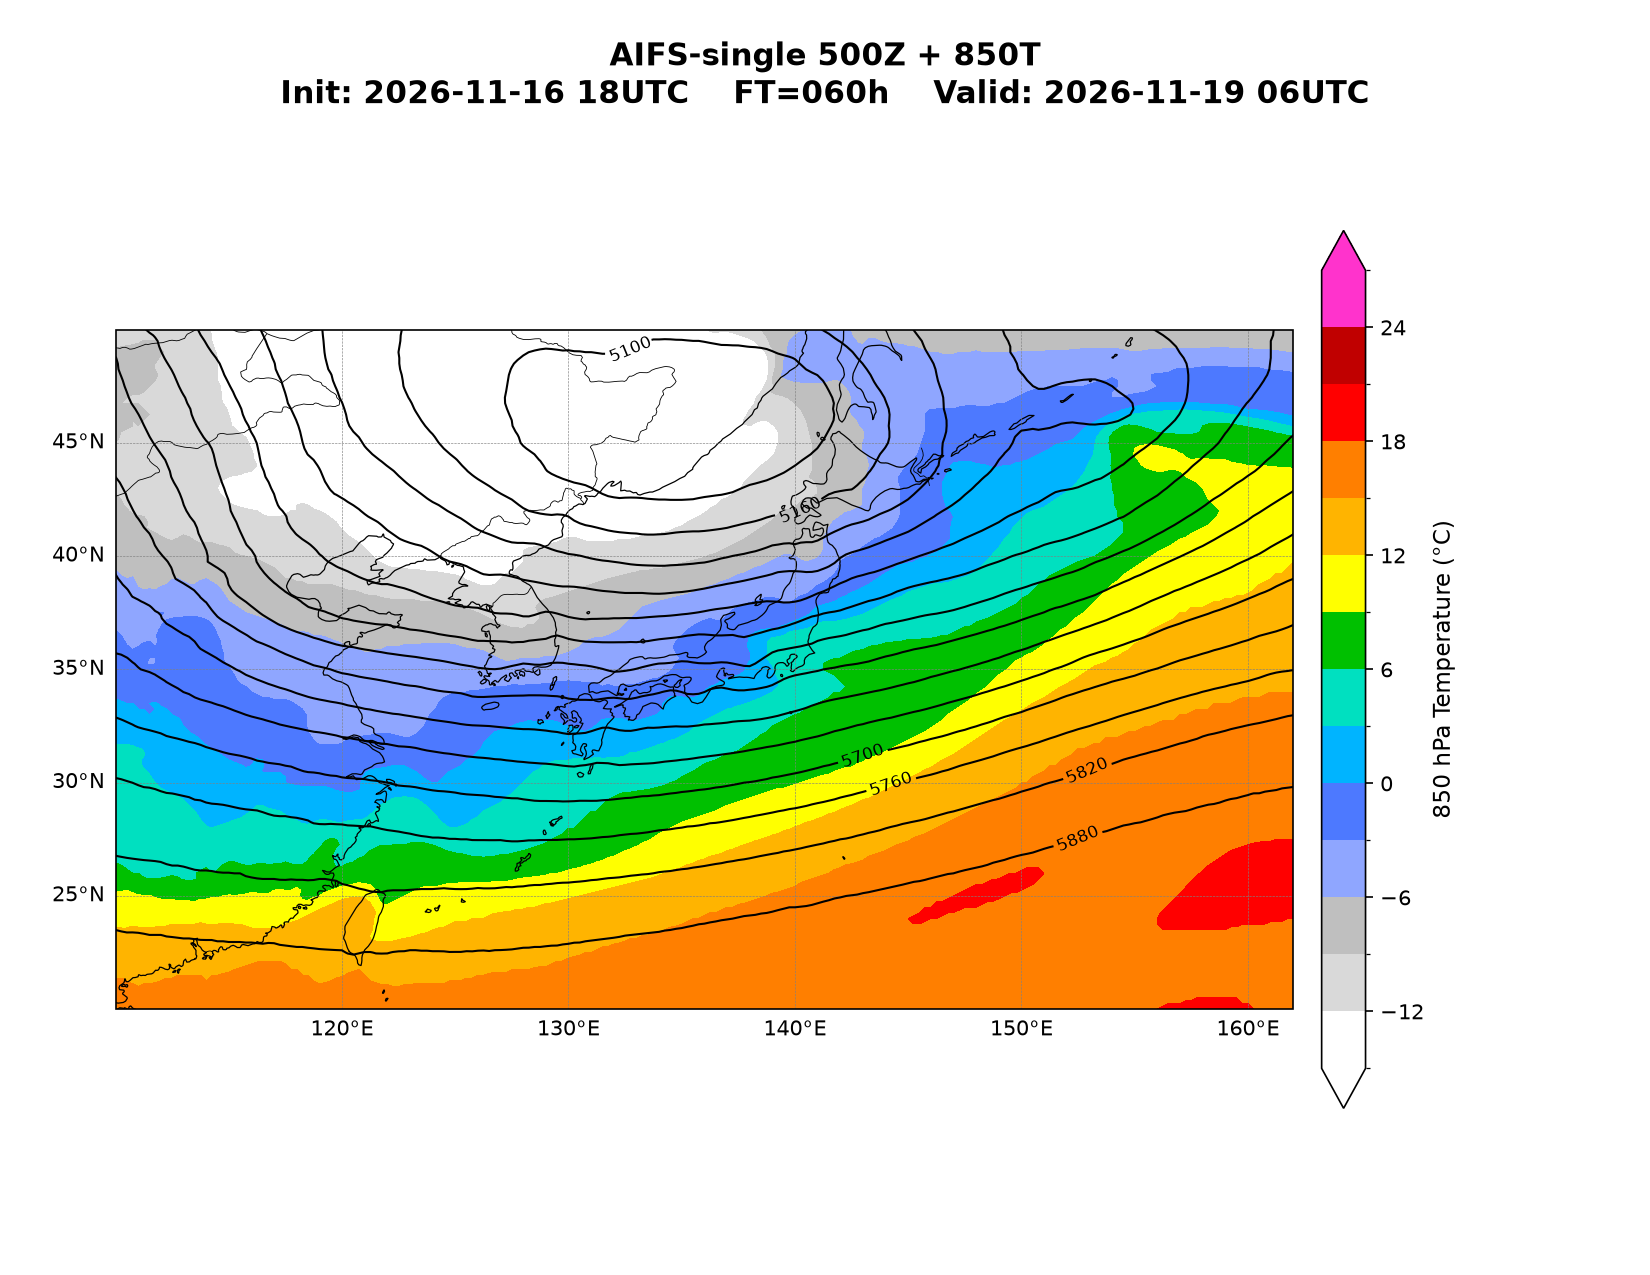 AIFS-single 500Z + 850T
Init: 2026-11-16 18UTC    FT=060h    Valid: 2026-11-19 06UTC
5100
5160
5700
5760
5820
5880
45°N
40°N
35°N
30°N
25°N
120°E
130°E
140°E
150°E
160°E
24
18
12
6
0
−6
−12
850 hPa Temperature (°C)